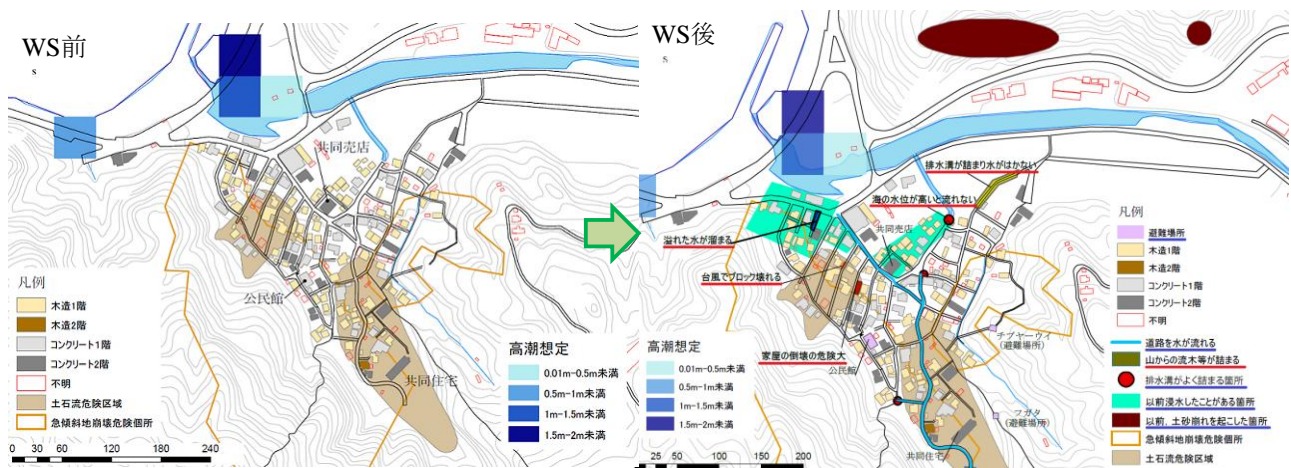 WS前
s
共同売店
公民館
共同住宅
凡例
木造1階
木造2階
コンクリート1階
コンクリート2階
不明
土石流危険区域
急傾斜地崩壊危険個所
0 30 60 120 180 240
高潮想定
0.01m-0.5m未満
0.5m-1m未満
1m-1.5m未満
1.5m-2m未満
WS後
s
排水溝が詰まり水がはかない
海の水位が高いと流れない
共同売店
溢れた水が溜まる
台風でブロック壊れる
家屋の倒壊の危険大
公民館
チブヤーウィ
(避難場所)
フガタ
(避難場所)
共同住宅
高潮想定
0.01m-0.5m未満
0.5m-1m未満
1m-1.5m未満
1.5m-2m未満
25 50 100 150 200
凡例
避難場所
木造1階
木造2階
コンクリート1階
コンクリート2階
不明
道路を水が流れる
山からの流木等が詰まる
排水溝がよく詰まる箇所
以前浸水したことがある箇所
以前、土砂崩れを起こした箇所
急傾斜地崩壊危険個所
土石流危険区域